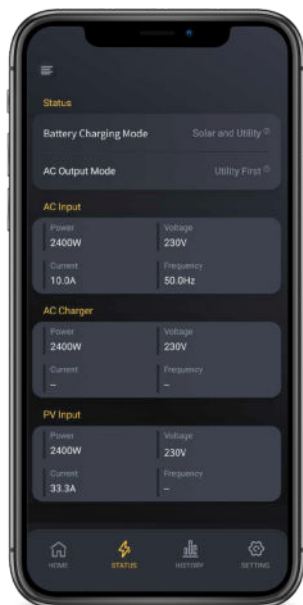 Status
Battery Charging Mode Solar and Utility
AC Output Mode Utility First
AC Input
Power Voltage
2400W 230V
Current Frequency
10.0A 50.0Hz
AC Charger
Power Voltage
2400W 230V
Current Frequency
– –
PV Input
Power Voltage
2400W 230V
Current Frequency
33.3A –
HOME STATUS HISTORY SETTING